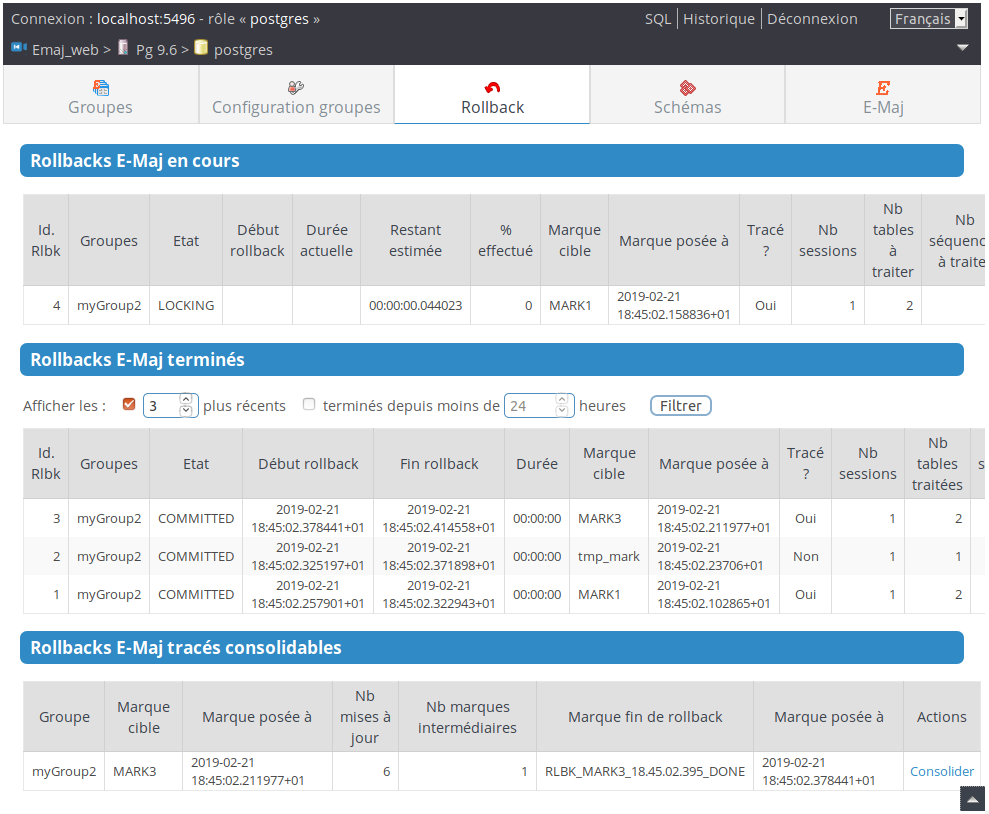 Connexion : localhost:5496 - rôle « postgres »
SQL Historique Déconnexion Français
Emaj_web > Pg 9.6 > postgres
Groupes Configuration groupes Rollback Schémas E-Maj
Rollbacks E-Maj en cours
Id. Rlbk Groupes Etat Début rollback Durée actuelle Restant estimée % effectué Marque cible Marque posée à Tracé ? Nb sessions Nb tables à traiter Nb séquenc à traite
4 myGroup2 LOCKING 00:00:00.044023 0 MARK1 2019-02-21 18:45:02.158836+01 Oui 1 2
Rollbacks E-Maj terminés
Afficher les : 3 plus récents terminés depuis moins de 24 heures Filtrer
Id. Rlbk Groupes Etat Début rollback Fin rollback Durée Marque cible Marque posée à Tracé ? Nb sessions Nb tables traitées s
3 myGroup2 COMMITTED 2019-02-21 18:45:02.378441+01 2019-02-21 18:45:02.414558+01 00:00:00 MARK3 2019-02-21 18:45:02.211977+01 Oui 1 2
2 myGroup2 COMMITTED 2019-02-21 18:45:02.325197+01 2019-02-21 18:45:02.371898+01 00:00:00 tmp_mark 2019-02-21 18:45:02.23706+01 Non 1 1
1 myGroup2 COMMITTED 2019-02-21 18:45:02.257901+01 2019-02-21 18:45:02.322943+01 00:00:00 MARK1 2019-02-21 18:45:02.102865+01 Oui 1 2
Rollbacks E-Maj tracés consolidables
Groupe Marque cible Marque posée à Nb mises à jour Nb marques intermédiaires Marque fin de rollback Marque posée à Actions
myGroup2 MARK3 2019-02-21 18:45:02.211977+01 6 1 RLBK_MARK3_18.45.02.395_DONE 2019-02-21 18:45:02.378441+01 Consolider